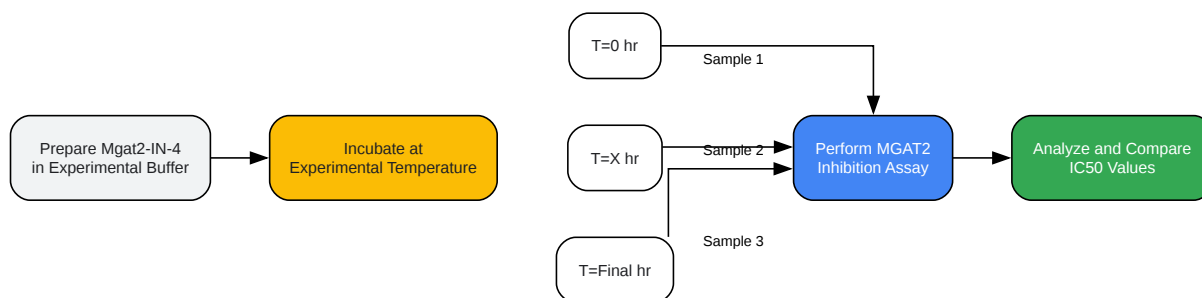 Prepare Mgat2-IN-4
in Experimental Buffer
Incubate at
Experimental Temperature
T=0 hr
Sample 1
T=X hr
Sample 2
T=Final hr
Sample 3
Perform MGAT2
Inhibition Assay
Analyze and Compare
IC50 Values